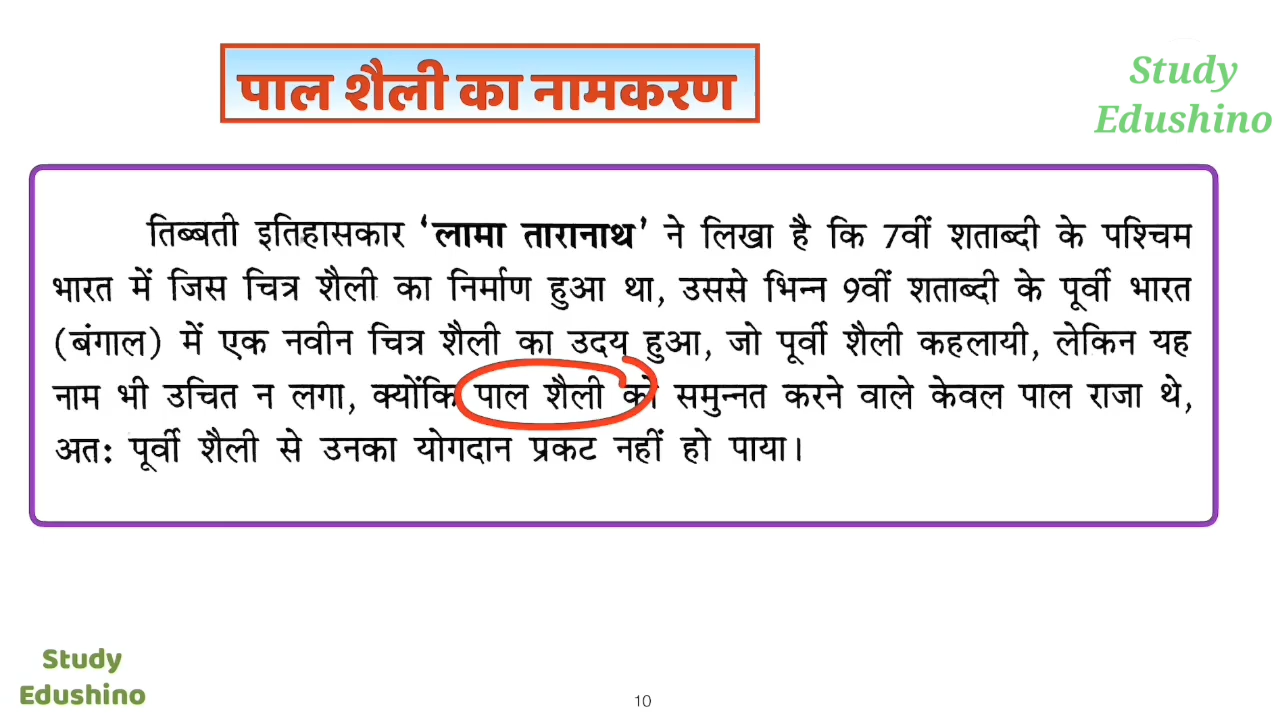 पाल शैली का नामकरण
Study
Edushino
तिब्बती इतिहासकार ‘लामा तारानाथ’ ने लिखा है कि 7वीं शताब्दी के पश्चिम
भारत में जिस चित्र शैली का निर्माण हुआ था, उससे भिन्न 9वीं शताब्दी के पूर्वी भारत
(बंगाल) में एक नवीन चित्र शैली का उदय हुआ, जो पूर्वी शैली कहलायी, लेकिन यह
नाम भी उचित न लगा, क्योंकि पाल शैली को समुन्नत करने वाले केवल पाल राजा थे,
अतः पूर्वी शैली से उनका योगदान प्रकट नहीं हो पाया।
Study
Edushino
10